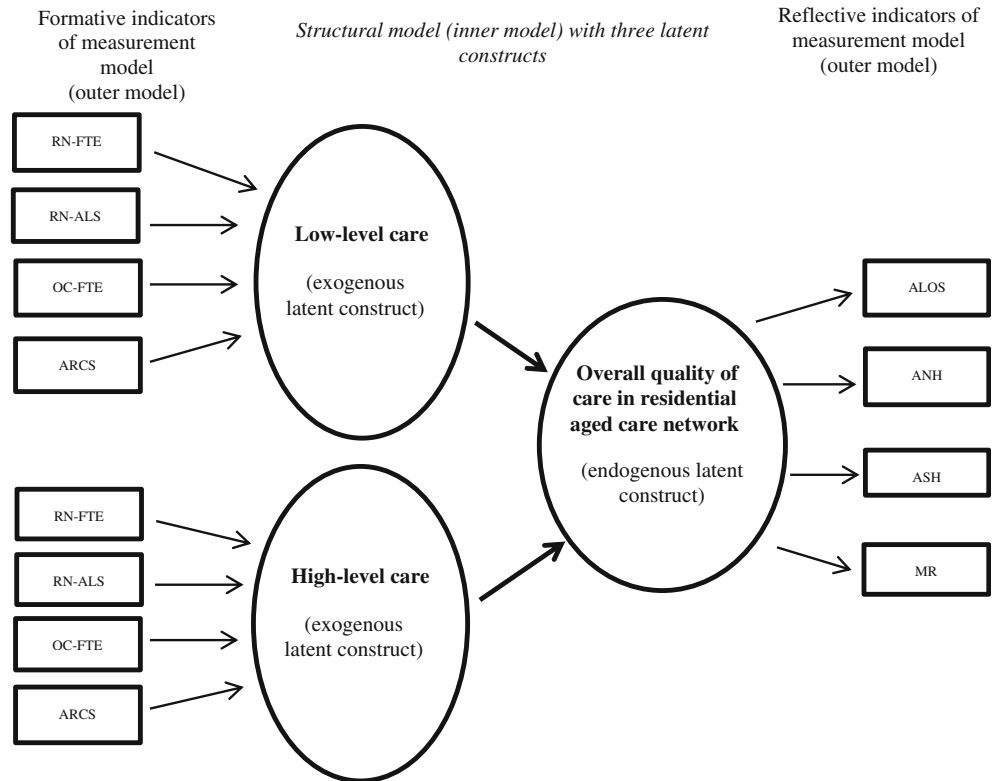 Formative indicators
of measurement
model
(outer model)
Structural model (inner model) with three latent
constructs
Reflective indicators of
measurement model
(outer model)
RN-FTE
RN-ALS
OC-FTE
ARCS
Low-level care
(exogenous
latent construct)
RN-FTE
RN-ALS
OC-FTE
ARCS
High-level care
(exogenous
latent construct)
Overall quality of
care in residential
aged care network
(endogenous latent
construct)
ALOS
ANH
ASH
MR